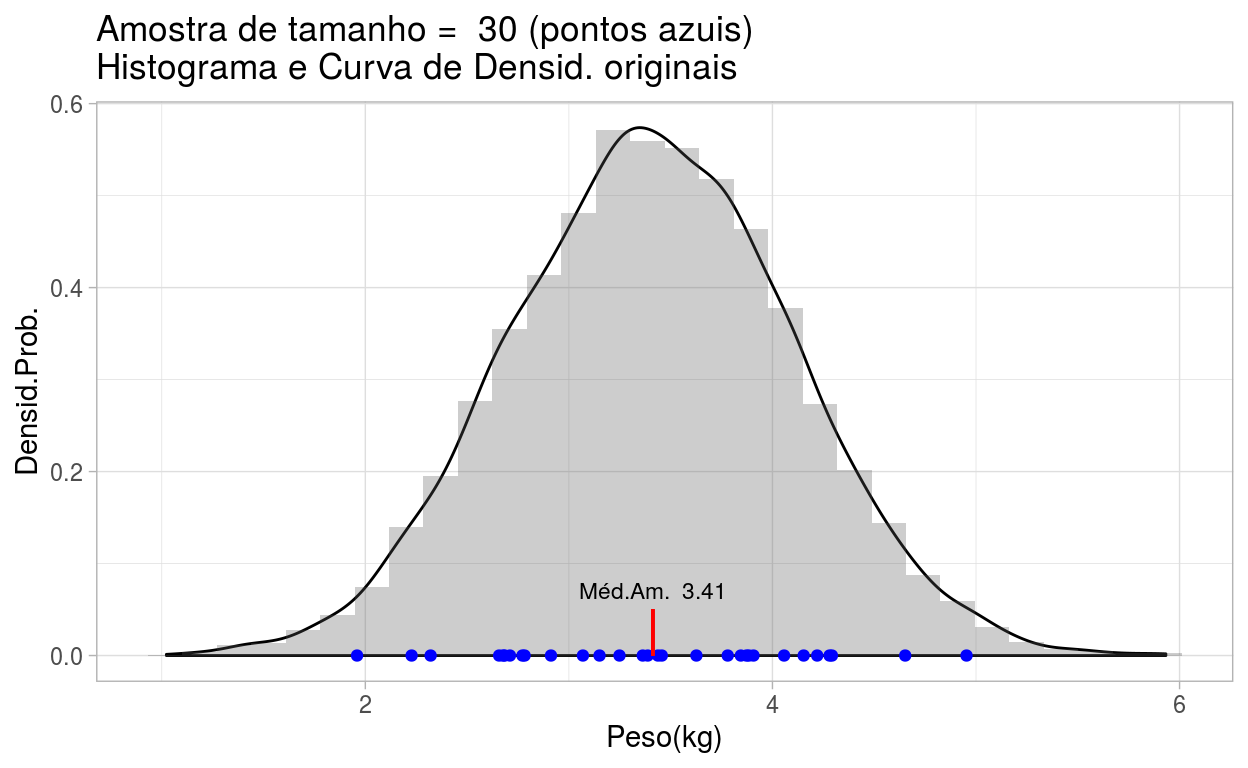 Amostra de tamanho =  30 (pontos azuis)
Histograma e Curva de Densid. originais
0.6
0.4
0.2
0.0
Densid.Prob.
Méd.Am.  3.41
2
4
6
Peso(kg)